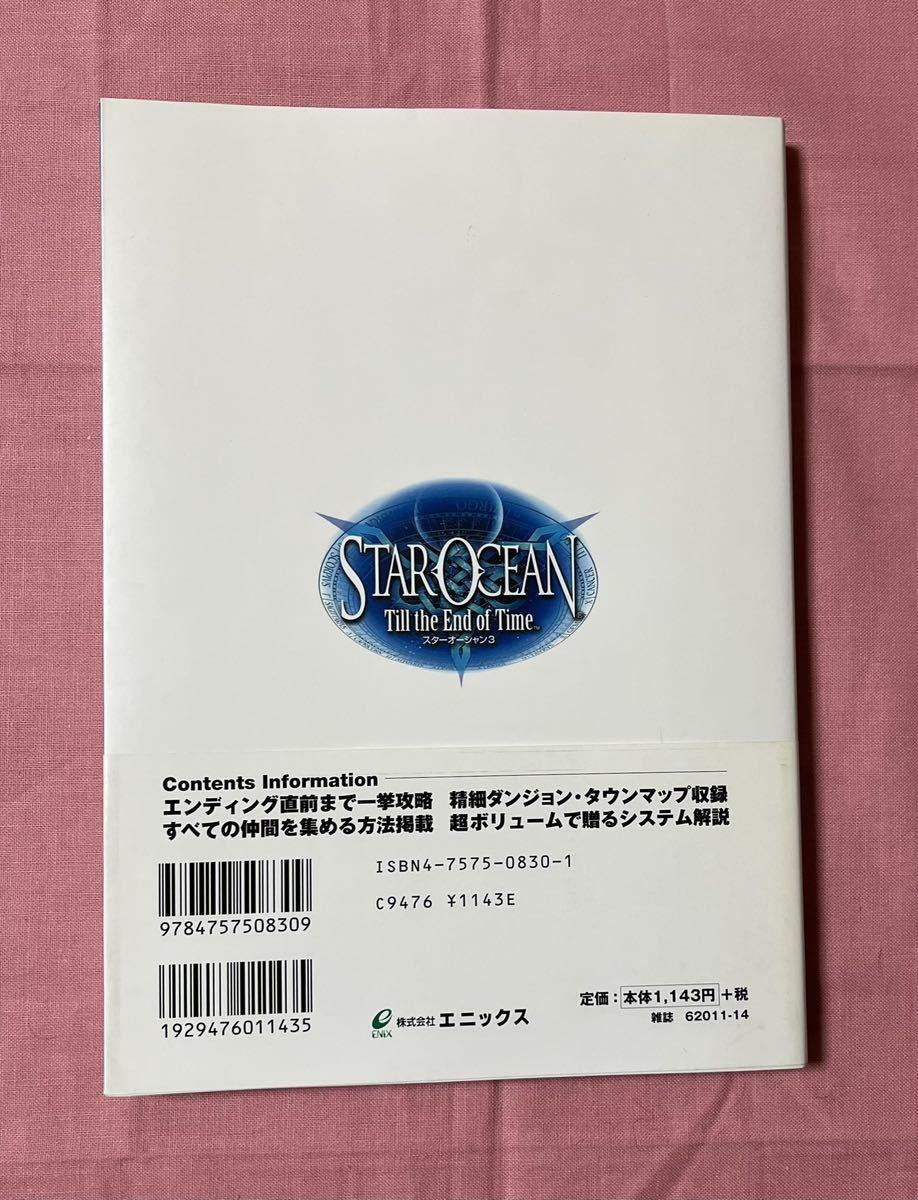 VIRGO
SCORPIUS
CANCER
STAR OCEAN
Till the End of Time™
スターオーシャン3
Contents Information
エンディング直前まで一挙攻略 精細ダンジョン・タウンマップ収録
すべての仲間を集める方法掲載 超ボリュームで贈るシステム解説
ISBN4-7575-0830-1
C9476 ¥1143E
9784757508309
1929476011435
ENIX 株式会社 エニックス
定価：本体1,143円+税
雑誌 62011-14